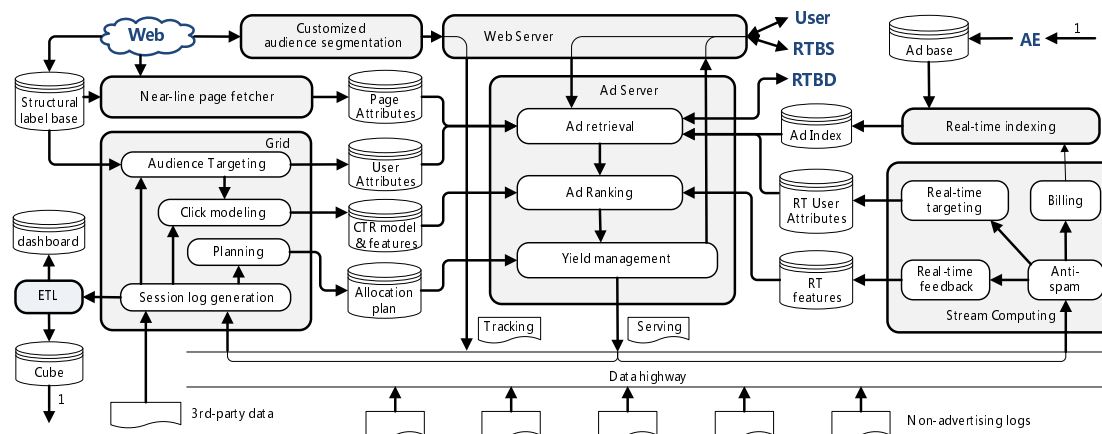 Web
Customized
audience segmentation
Web Server
User
RTBS
RTBD
Ad base
AE
1
Structural
label base
Near-line page fetcher
Page
Attributes
Ad Server
Ad retrieval
Ad Index
Real-time indexing
Grid
Audience Targeting
User
Attributes
Click modeling
CTR model
& features
Ad Ranking
RT User
Attributes
Real-time
targeting
Billing
dashboard
Planning
Yield management
ETL
Session log generation
Allocation
plan
RT
features
Real-time
feedback
Anti-
spam
Stream Computing
Tracking
Serving
Cube
1
Data highway
3rd-party data
Non-advertising logs